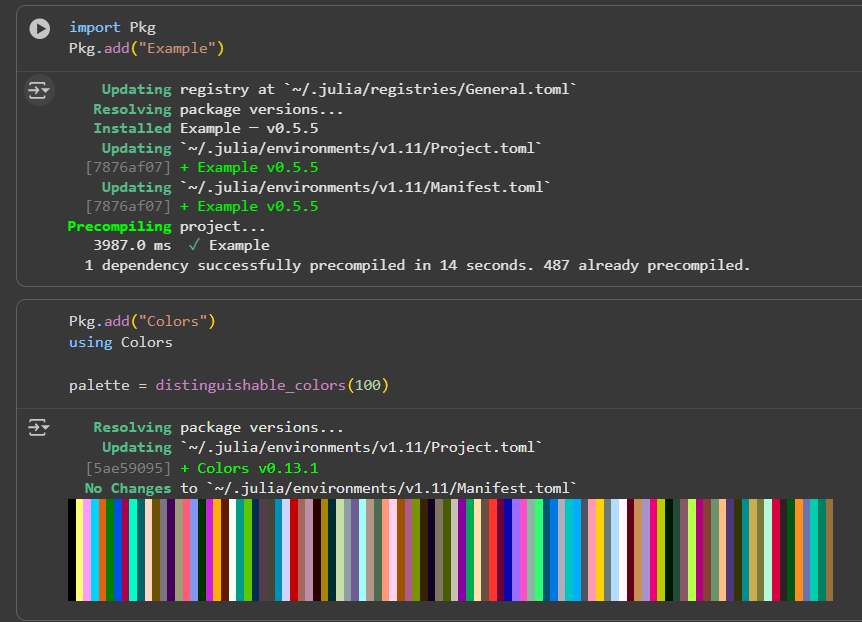 import Pkg
Pkg.add("Example")
Updating registry at `~/.julia/registries/General.toml`
Resolving package versions...
Installed Example ─ v0.5.5
Updating `~/.julia/environments/v1.11/Project.toml`
[7876af07] + Example v0.5.5
Updating `~/.julia/environments/v1.11/Manifest.toml`
[7876af07] + Example v0.5.5
Precompiling project...
3987.0 ms ✓ Example
1 dependency successfully precompiled in 14 seconds. 487 already precompiled.
Pkg.add("Colors")
using Colors
palette = distinguishable_colors(100)
Resolving package versions...
Updating `~/.julia/environments/v1.11/Project.toml`
[5ae59095] + Colors v0.13.1
No Changes to `~/.julia/environments/v1.11/Manifest.toml`